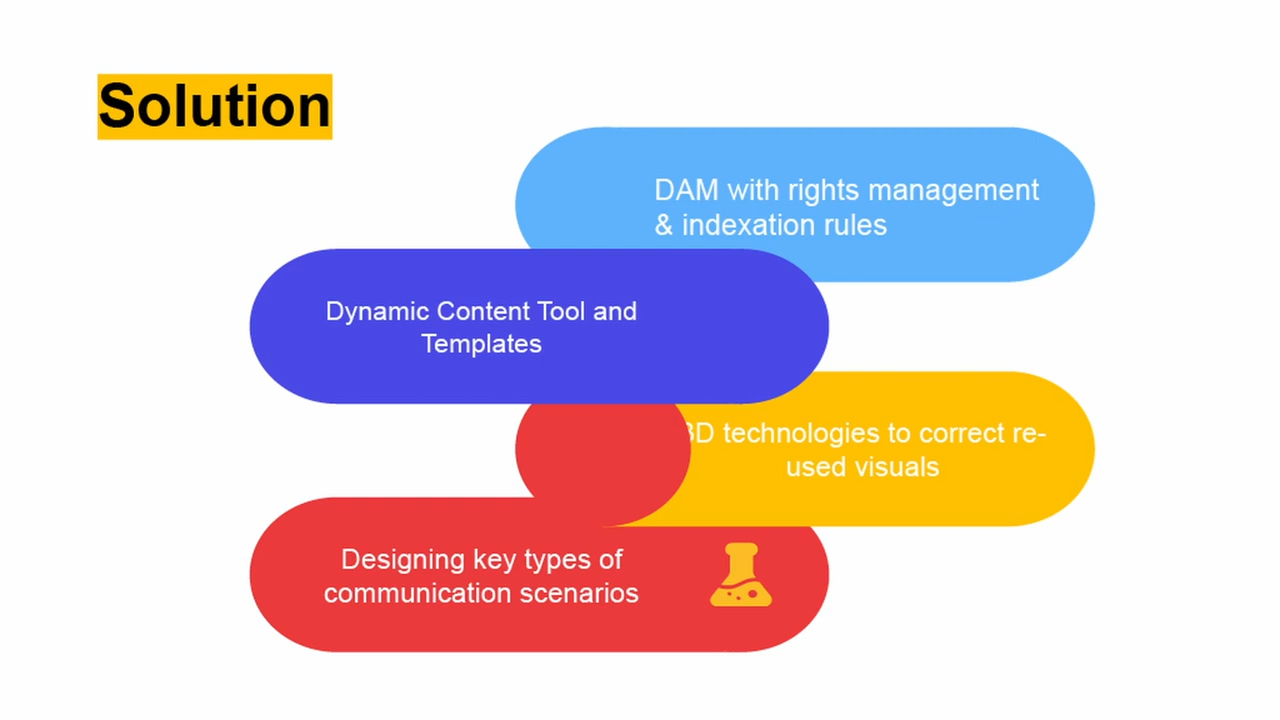 Solution
DAM with rights management
& indexation rules
Dynamic Content Tool and
Templates
3D technologies to correct re-
used visuals
Designing key types of
communication scenarios